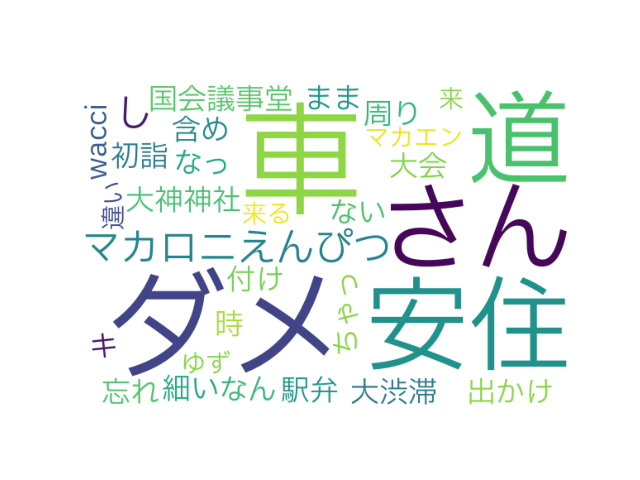 国会議事堂
まま
来
wacci
し
車
道
含め
周り
マカエン
初詣
なっ
大会
違い
大神神社
来る
ない
さん
マカロニえんぴつ
ダメ
付け
ちゃっ
安住
時
キ
ゆず
忘れ
細いなん
駅弁
大渋滞
出かけ